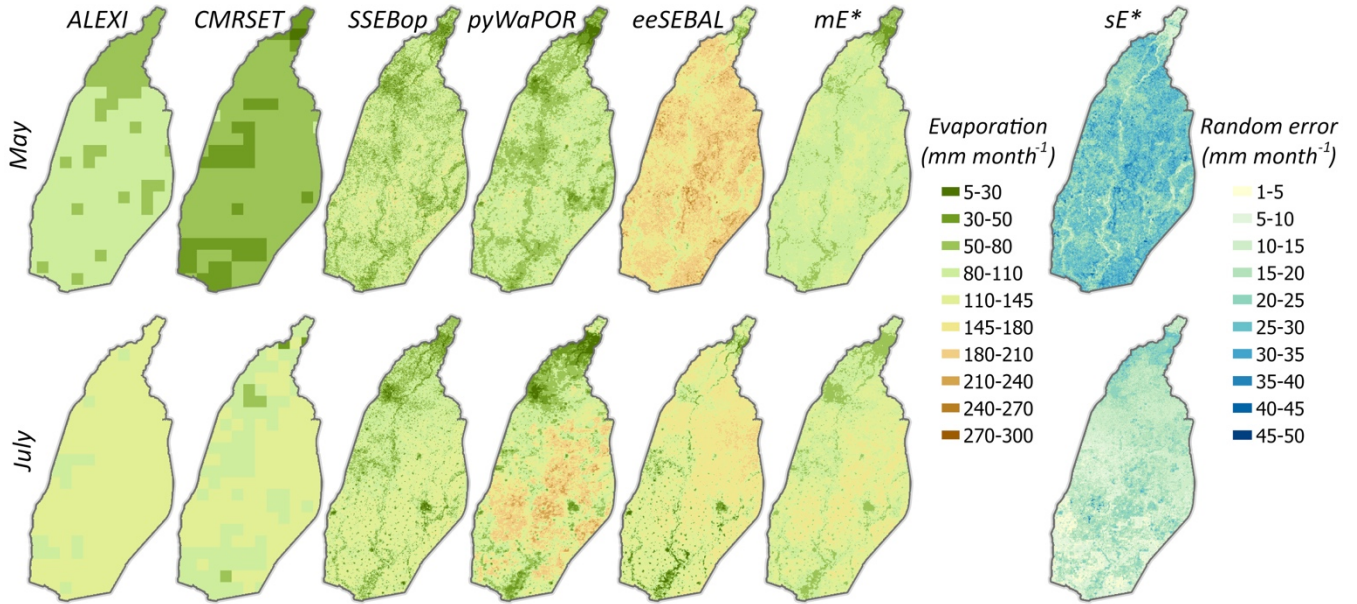 ALEXI CMRSET SSEBop pyWaPOR eeSEBAL mE* sE*
May
Evaporation
(mm month⁻¹)
5-30
30-50
50-80
80-110
110-145
145-180
180-210
210-240
240-270
270-300
Random error
(mm month⁻¹)
1-5
5-10
10-15
15-20
20-25
25-30
30-35
35-40
40-45
45-50
July